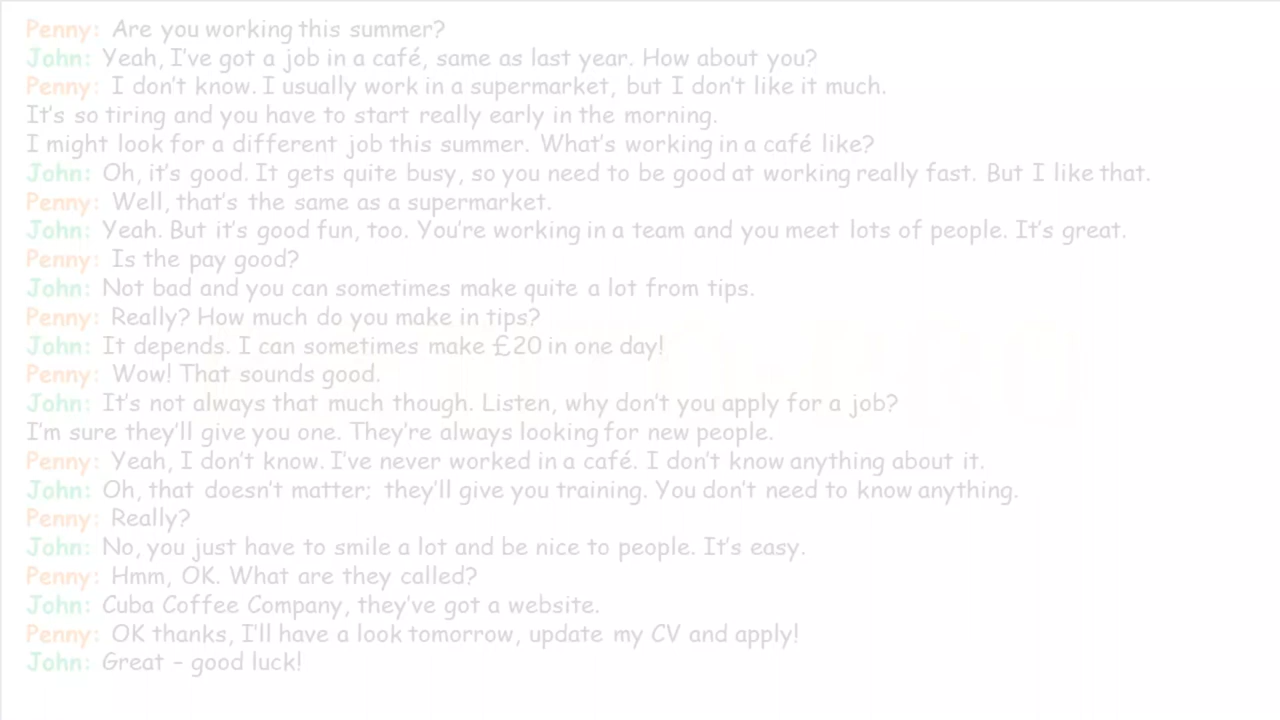 Penny: Are you working this summer?
John: Yeah, I've got a job in a café, same as last year. How about you?
Penny: I don't know. I usually work in a supermarket, but I don't like it much.
It's so tiring and you have to start really early in the morning.
I might look for a different job this summer. What's working in a café like?
John: Oh, it's good. It gets quite busy, so you need to be good at working really fast. But I like that.
Penny: Well, that's the same as a supermarket.
John: Yeah. But it's good fun, too. You're working in a team and you meet lots of people. It's great.
Penny: Is the pay good?
John: Not bad and you can sometimes make quite a lot from tips.
Penny: Really? How much do you make in tips?
John: It depends. I can sometimes make £20 in one day!
Penny: Wow! That sounds good.
John: It's not always that much though. Listen, why don't you apply for a job?
I'm sure they'll give you one. They're always looking for new people.
Penny: Yeah, I don't know. I've never worked in a café. I don't know anything about it.
John: Oh, that doesn't matter; they'll give you training. You don't need to know anything.
Penny: Really?
John: No, you just have to smile a lot and be nice to people. It's easy.
Penny: Hmm, OK. What are they called?
John: Cuba Coffee Company, they've got a website.
Penny: OK thanks, I'll have a look tomorrow, update my CV and apply!
John: Great – good luck!